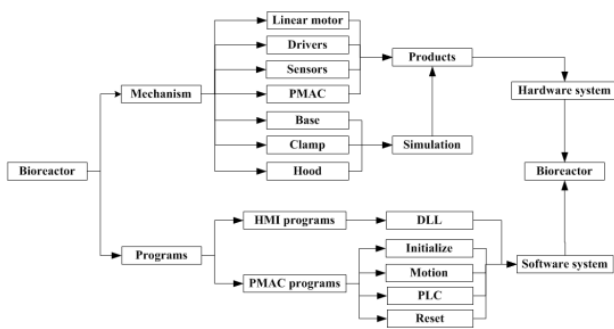 Linear motor
Drivers
Products
Sensors
Mechanism
PMAC
Hardware system
Base
Clamp
Simulation
Bioreactor
Hood
Bioreactor
HMI programs
DLL
Initialize
Programs
Software system
Motion
PMAC programs
PLC
Reset